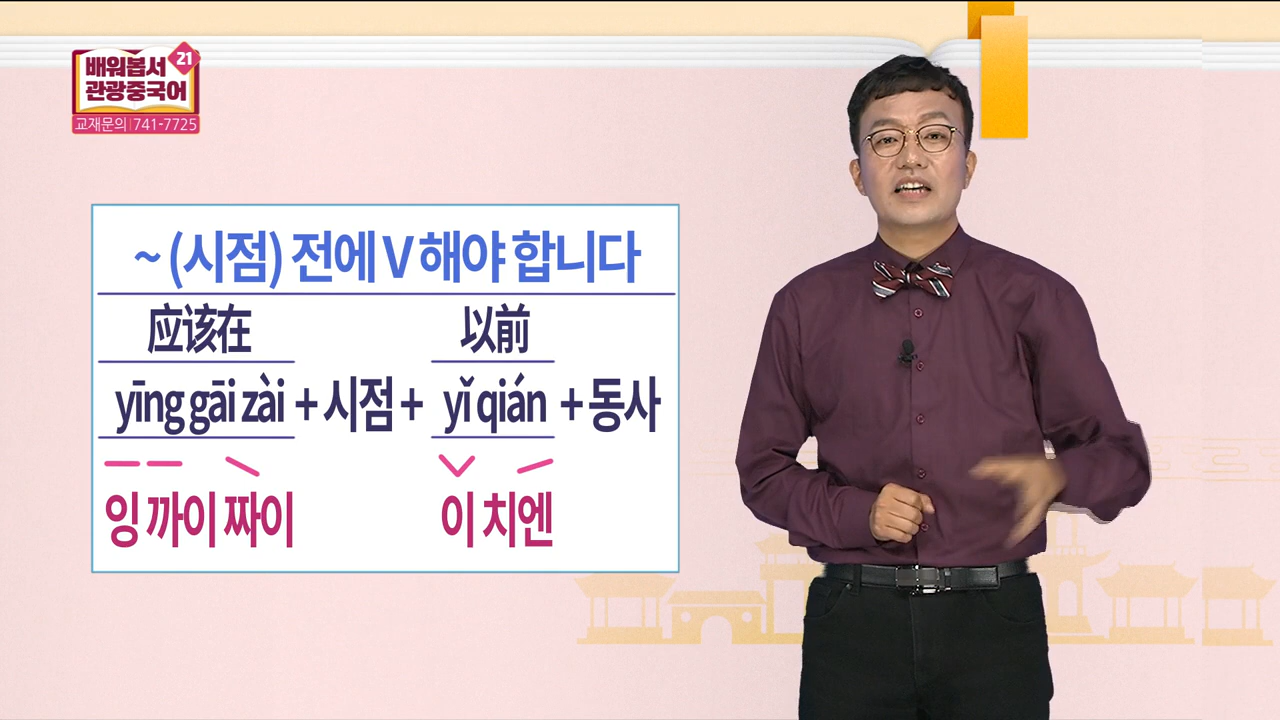 배워봅서 21
관광중국어
교재문의 | 741-7725
~ (시점) 전에 V 해야 합니다
应该在 以前
yīng gāi zài + 시점 + yǐ qián + 동사
잉 까이 짜이 이 치엔